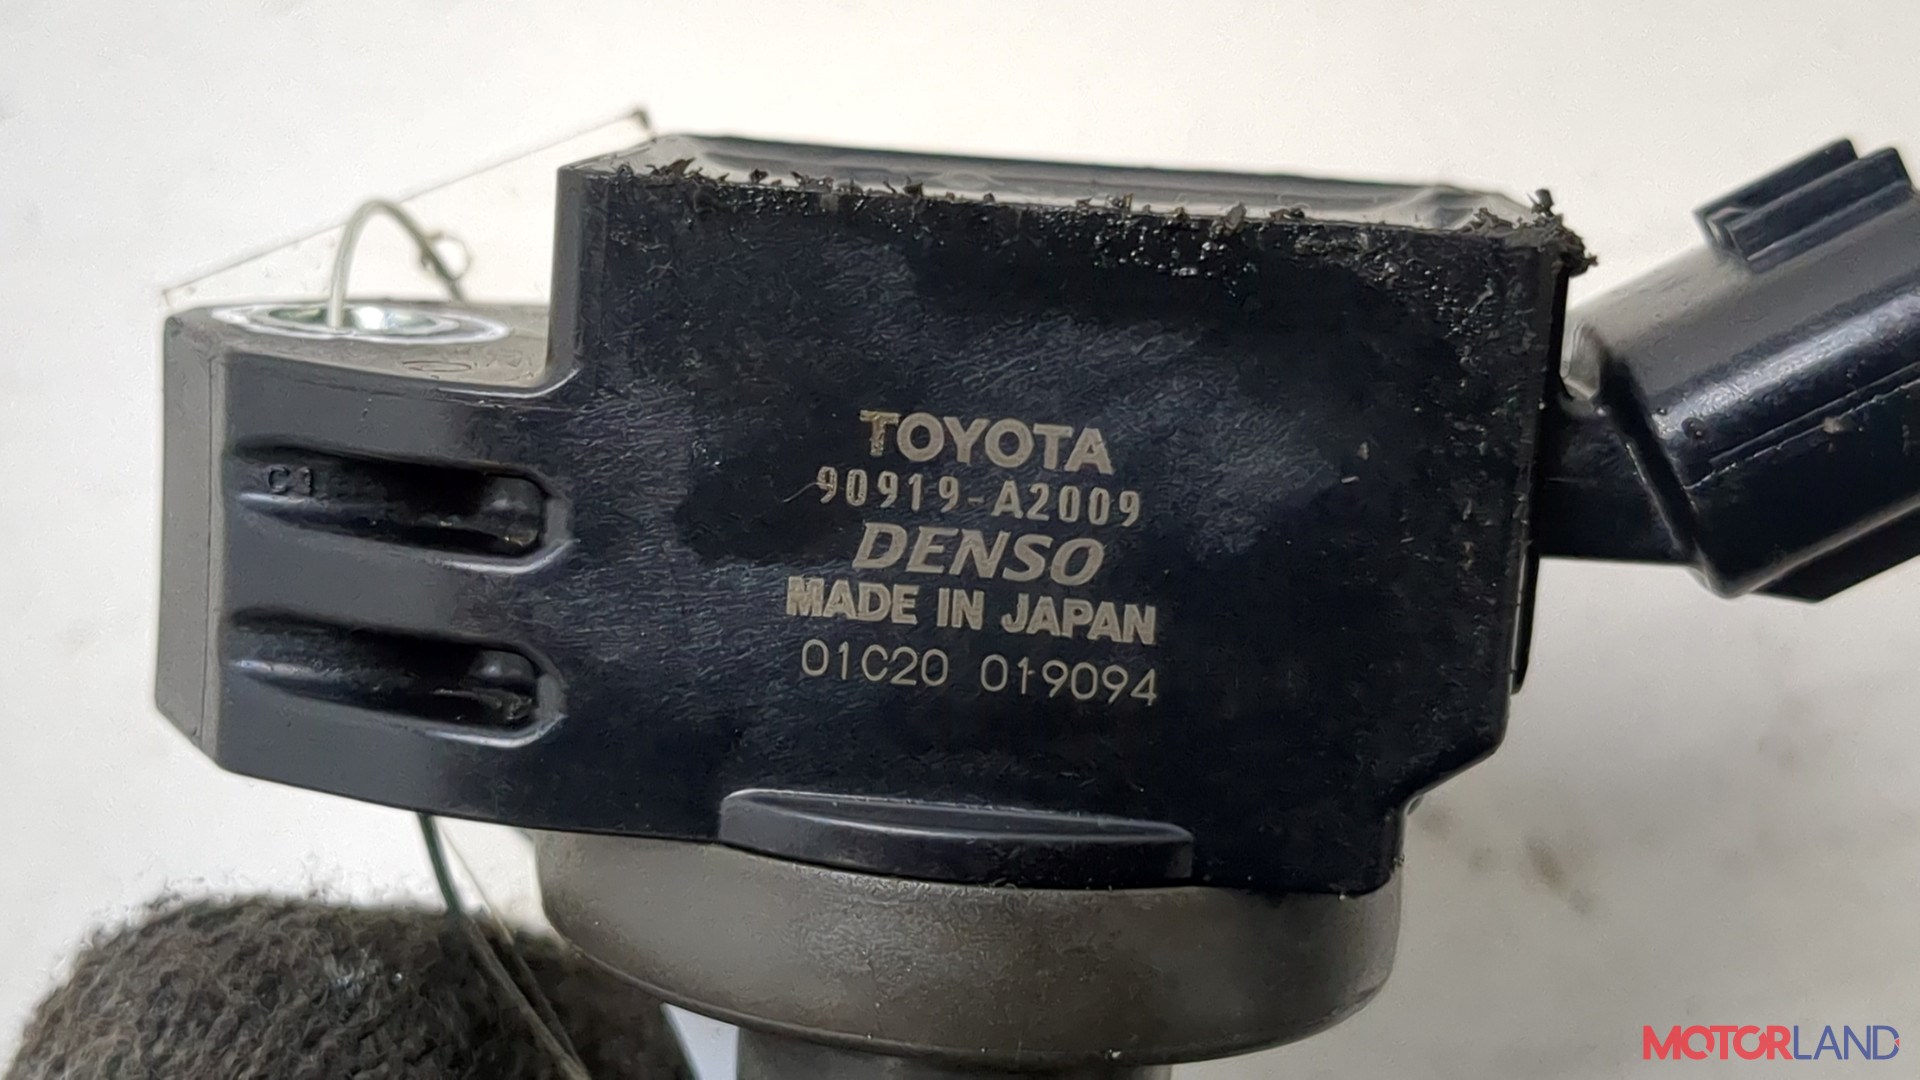 C1
TOYOTA
90919-A2009
DENSO
MADE IN JAPAN
01C20 019094
MOTORLAND